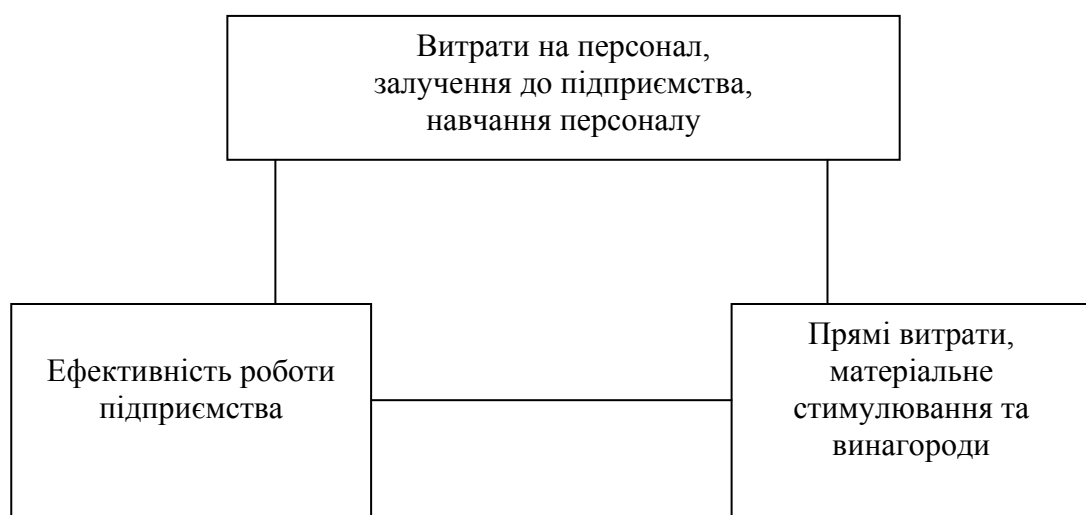 Витрати на персонал,
залучення до підприємства,
навчання персоналу
Ефективність роботи
підприємства
Прямі витрати,
матеріальне
стимулювання та
винагороди